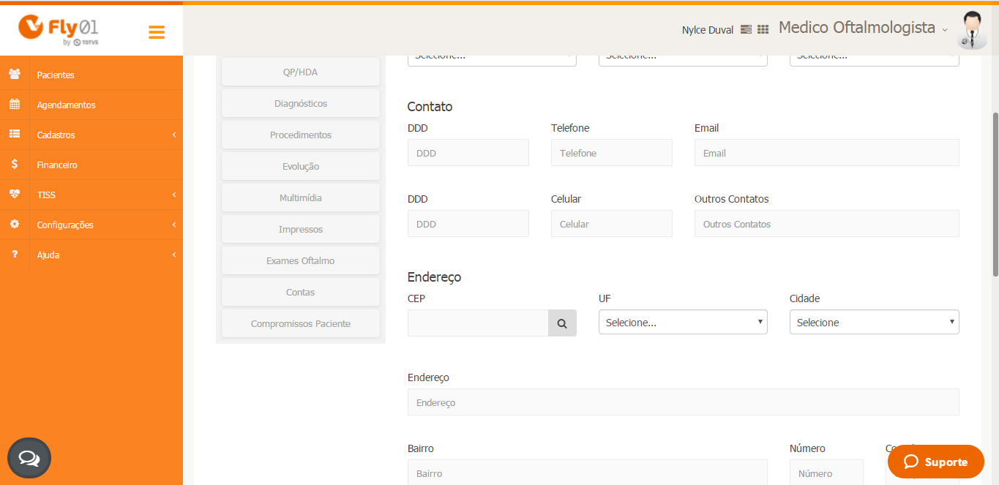 Fly01
by TOTVS
Nylce Duval
Medico Oftalmologista
Pacientes
Agendamentos
Cadastros
Financeiro
TISS
Configurações
Ajuda
QP/HDA
Diagnósticos
Procedimentos
Evolução
Multimídia
Impressos
Exames Oftalmo
Contas
Compromissos Paciente
Selecione... Selecione... Selecione...
Contato
DDD Telefone Email
DDD Telefone Email
DDD Celular Outros Contatos
DDD Celular Outros Contatos
Endereço
CEP UF Cidade
Selecione... Selecione
Endereço
Endereço
Bairro Número
Bairro Número
Suporte